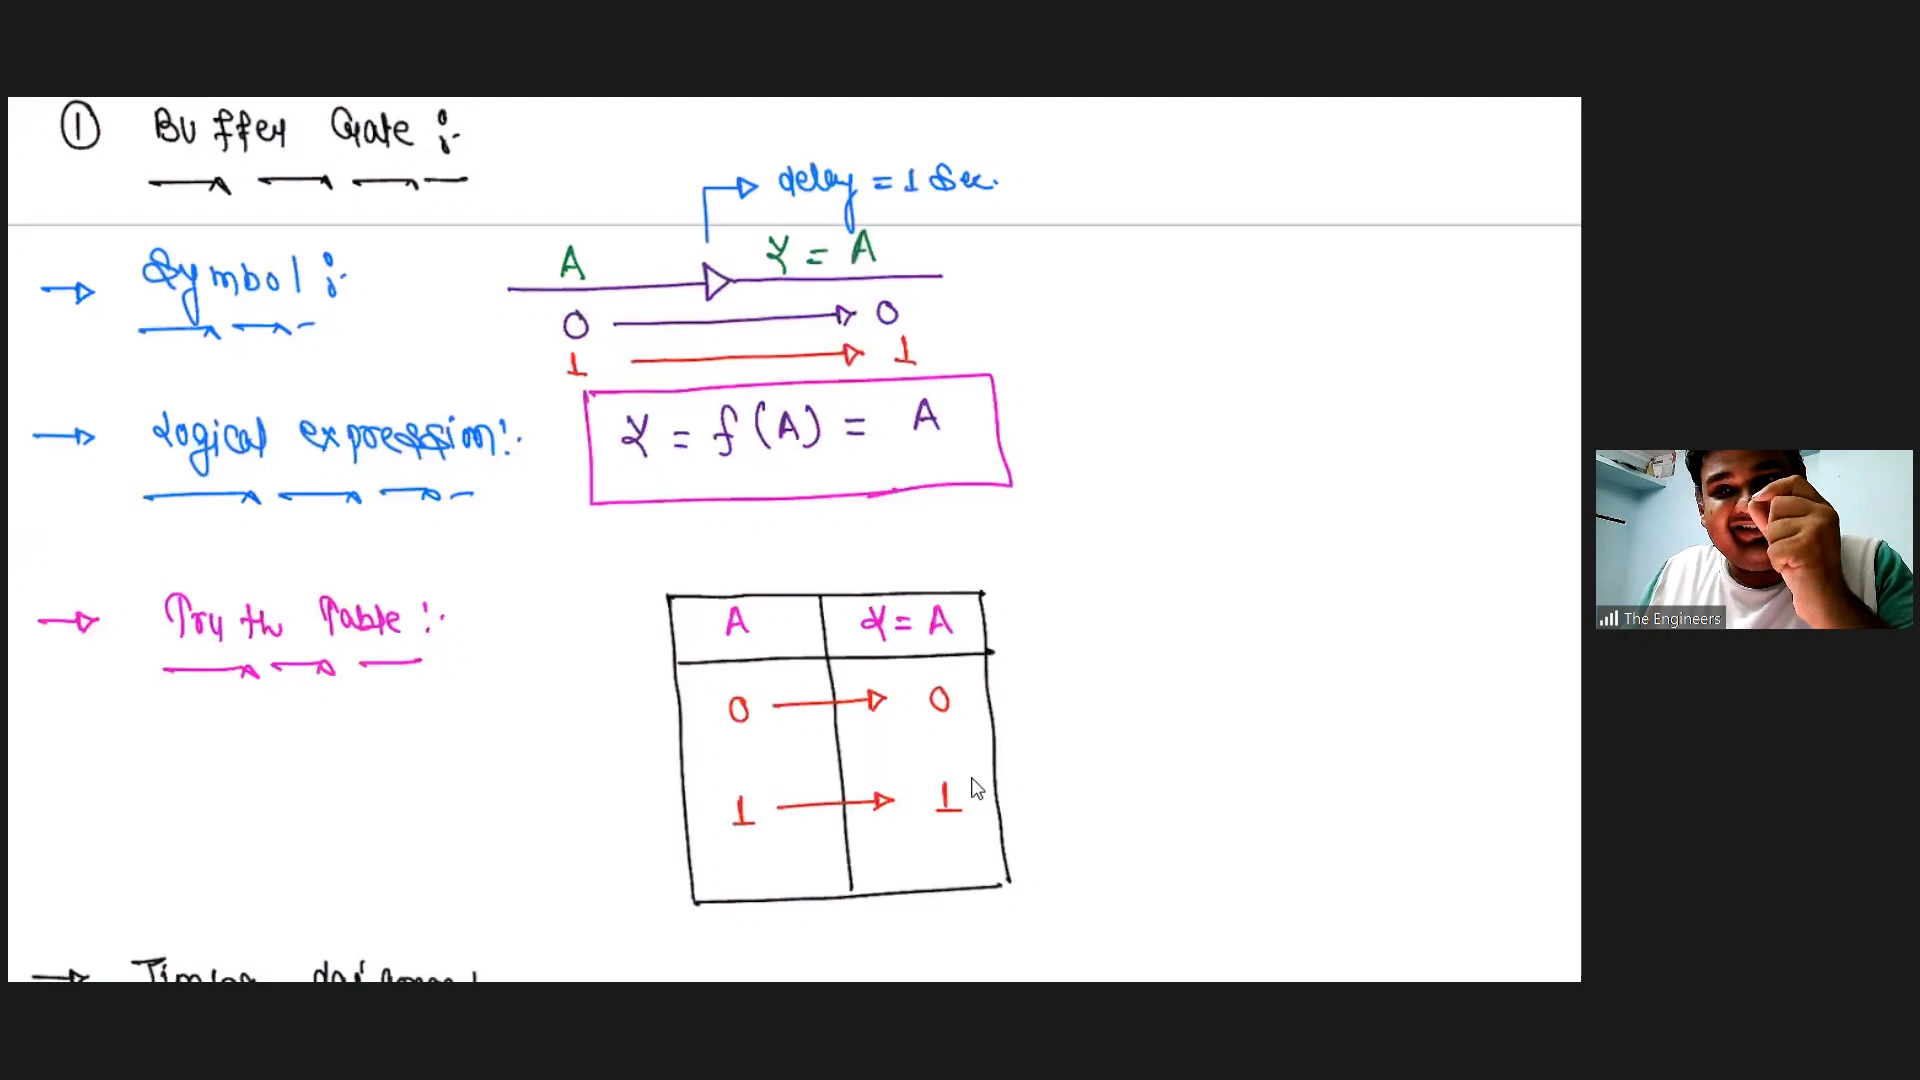 ① Buffer Gate :-
delay = 1 Sec.
→ Symbol :-
A Y = A
0 → 0
1 → 1
→ Logical expression :-
Y = f(A) = A
→ Truth Table :-
A Y = A
0 → 0
1 → 1
The Engineers
→ Timing